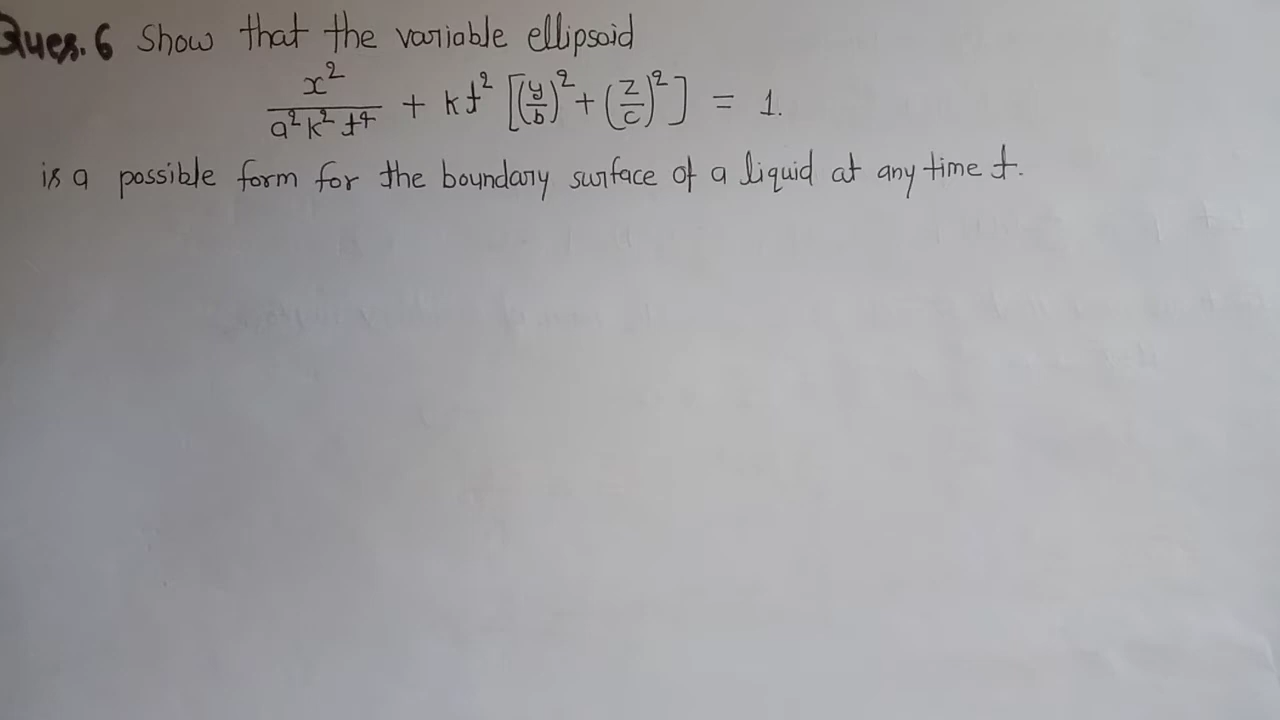 Ques. 6 Show that the variable ellipsoid
x²/(a²k²t⁴) + kt² [(y/b)² + (z/c)²] = 1.
is a possible form for the boundary surface of a liquid at any time t.